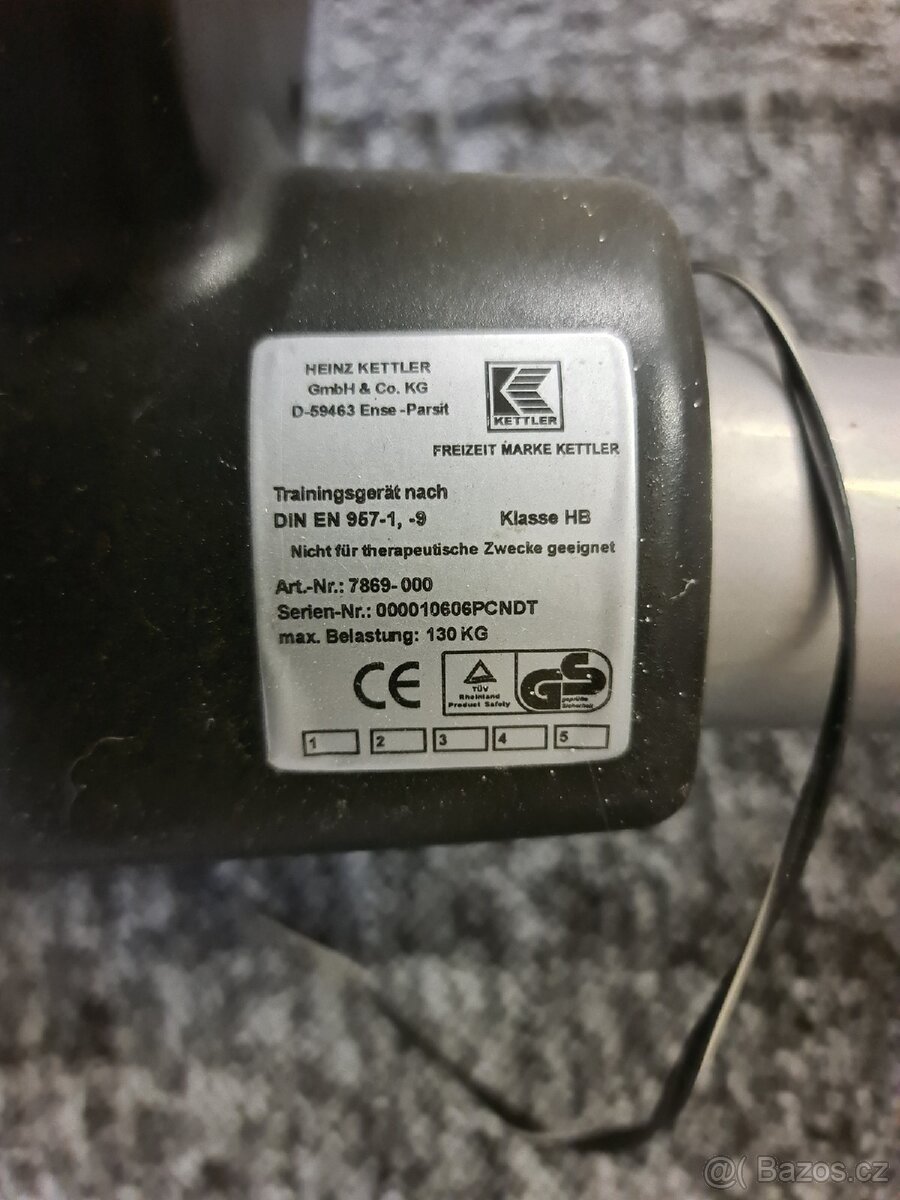 HEINZ KETTLER
GmbH & Co. KG
D-59463 Ense -Parsit
KETTLER
FREIZEIT MARKE KETTLER
Trainingsgerät nach
DIN EN 957-1, -9 Klasse HB
Nicht für therapeutische Zwecke geeignet
Art.-Nr.: 7869-000
Serien-Nr.: 000010606PCNDT
max. Belastung: 130 KG
CE
TÜV
Rheinland
Product Safety
GS
geprüfte
Sicherheit
1 2 3 4 5
@( Bazos.cz